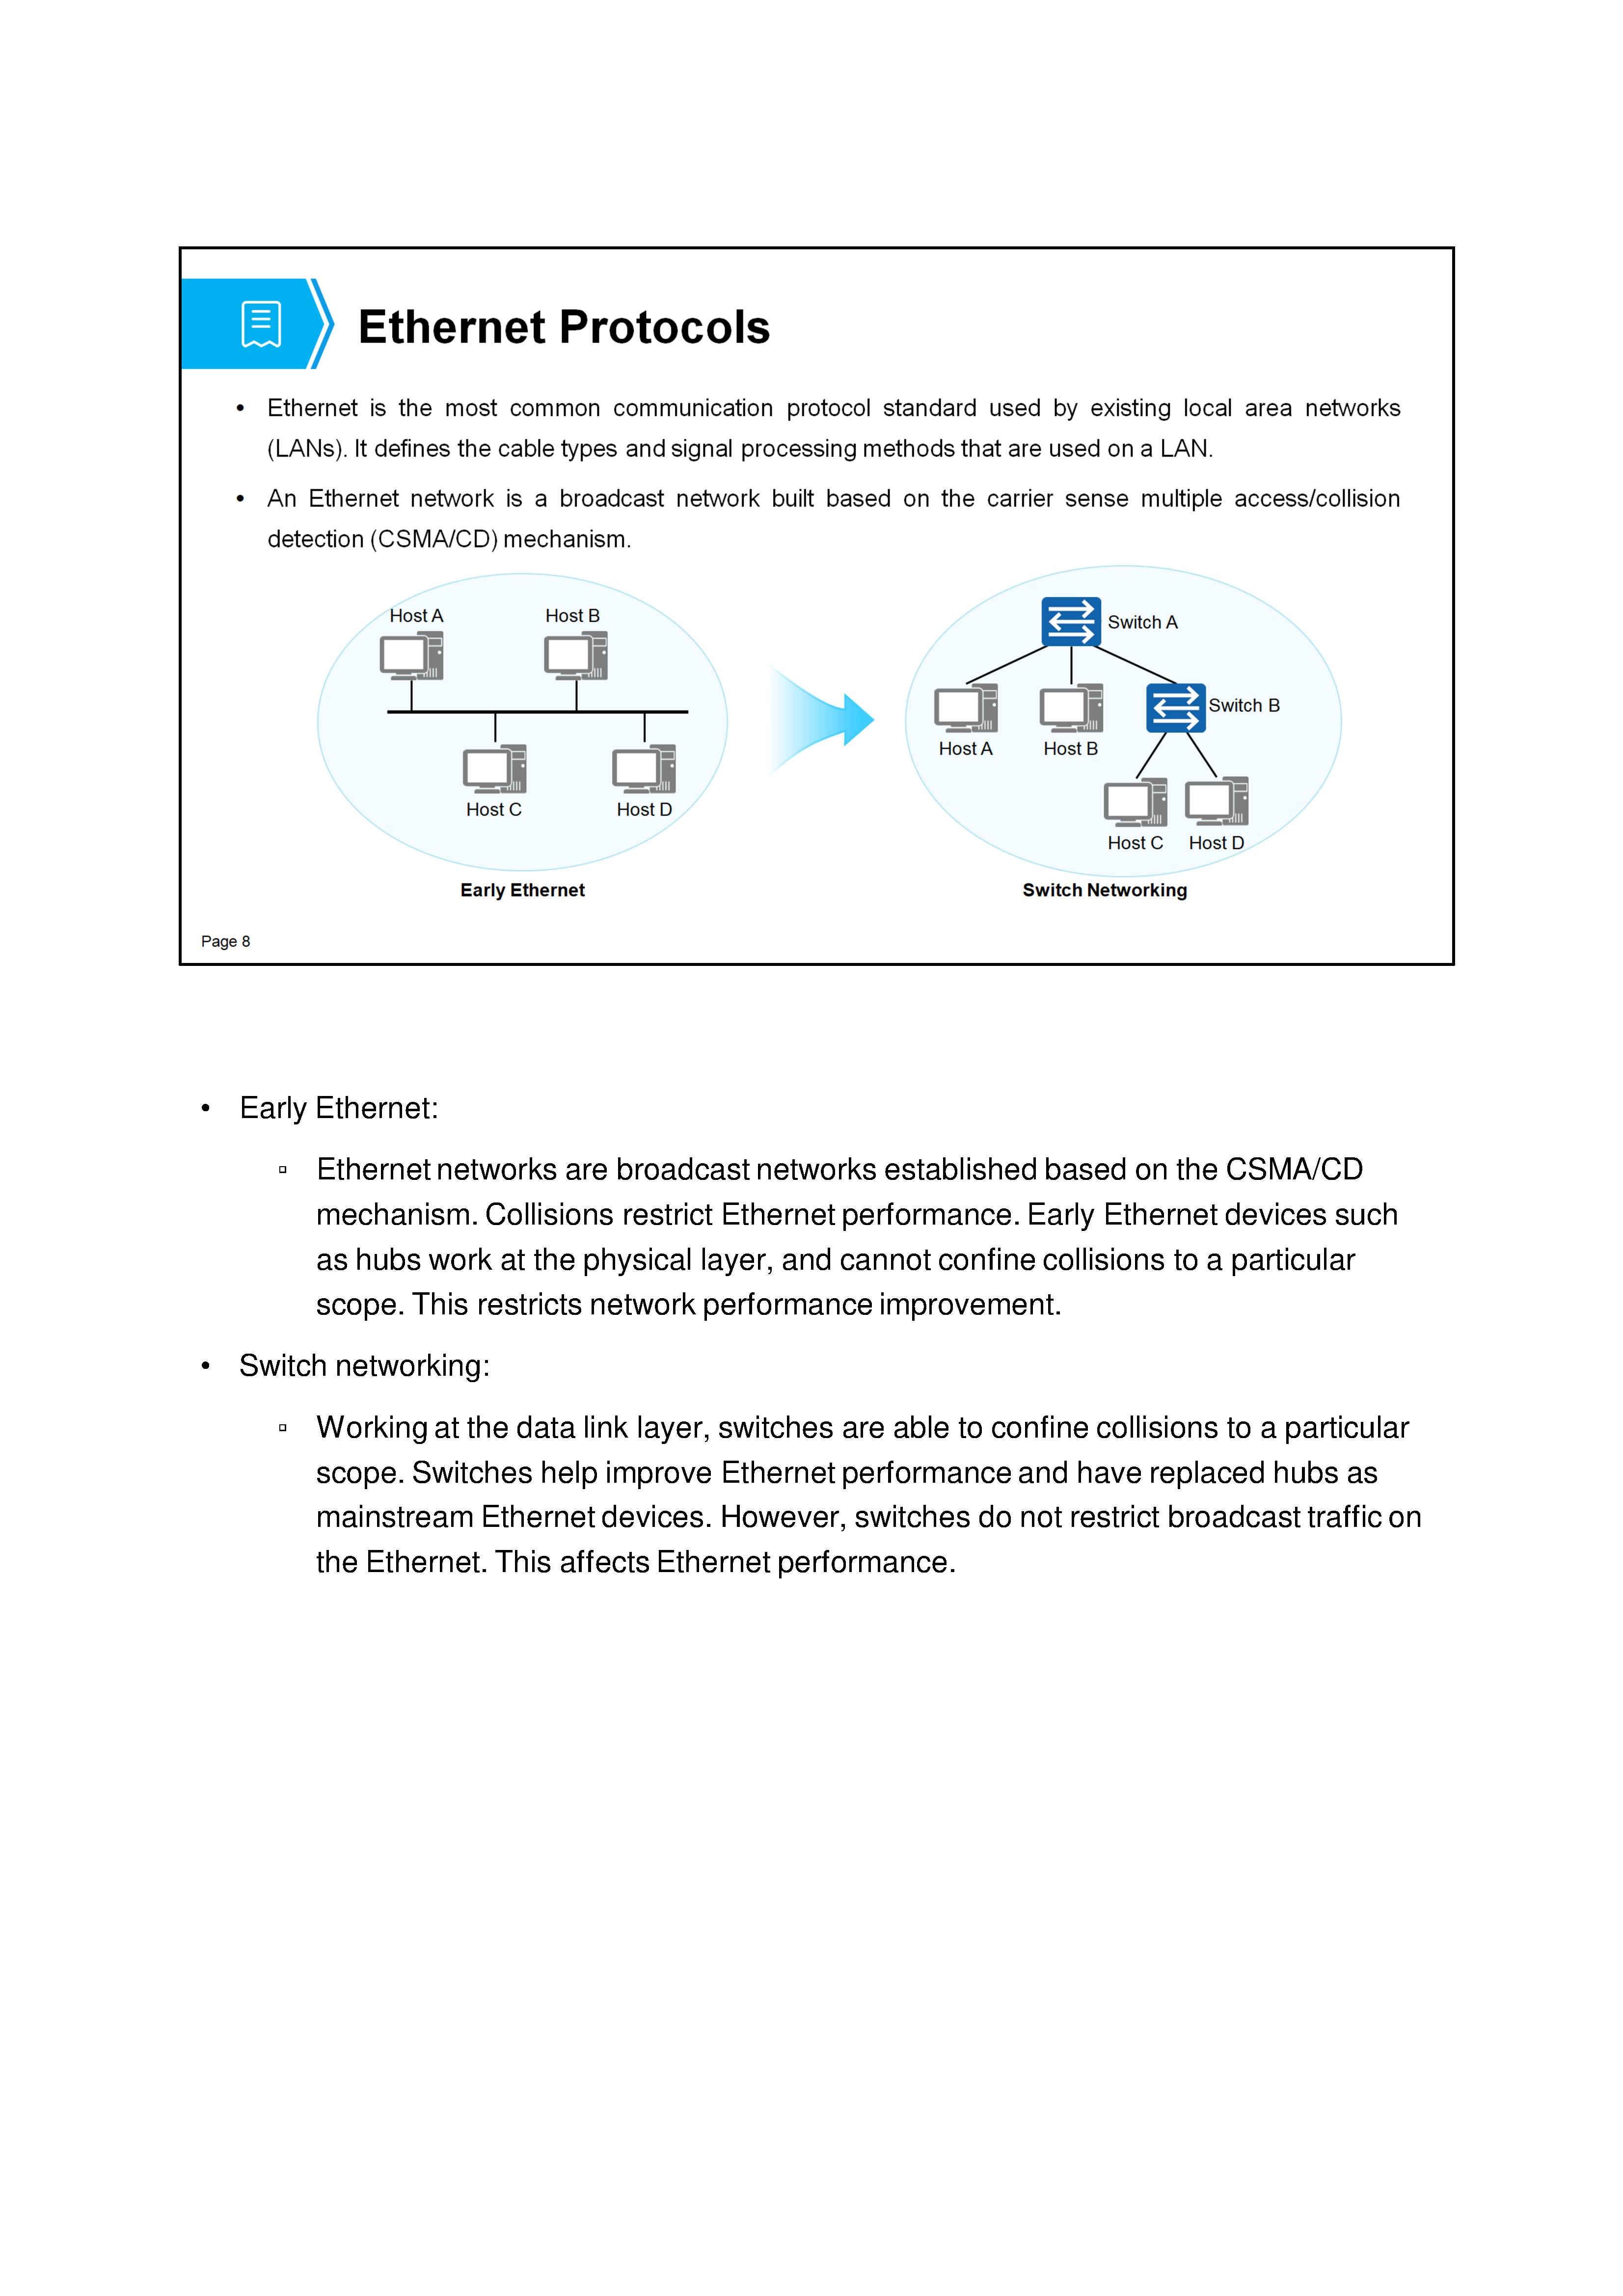 Ethernet Protocols
• Ethernet is the most common communication protocol standard used by existing local area networks
(LANs). It defines the cable types and signal processing methods that are used on a LAN.
• An Ethernet network is a broadcast network built based on the carrier sense multiple access/collision
detection (CSMA/CD) mechanism.
Host A
Host B
Host C
Host D
Early Ethernet
Switch A
Switch B
Host A
Host B
Host C
Host D
Switch Networking
Page 8
• Early Ethernet:
▫ Ethernet networks are broadcast networks established based on the CSMA/CD
mechanism. Collisions restrict Ethernet performance. Early Ethernet devices such
as hubs work at the physical layer, and cannot confine collisions to a particular
scope. This restricts network performance improvement.
• Switch networking:
▫ Working at the data link layer, switches are able to confine collisions to a particular
scope. Switches help improve Ethernet performance and have replaced hubs as
mainstream Ethernet devices. However, switches do not restrict broadcast traffic on
the Ethernet. This affects Ethernet performance.